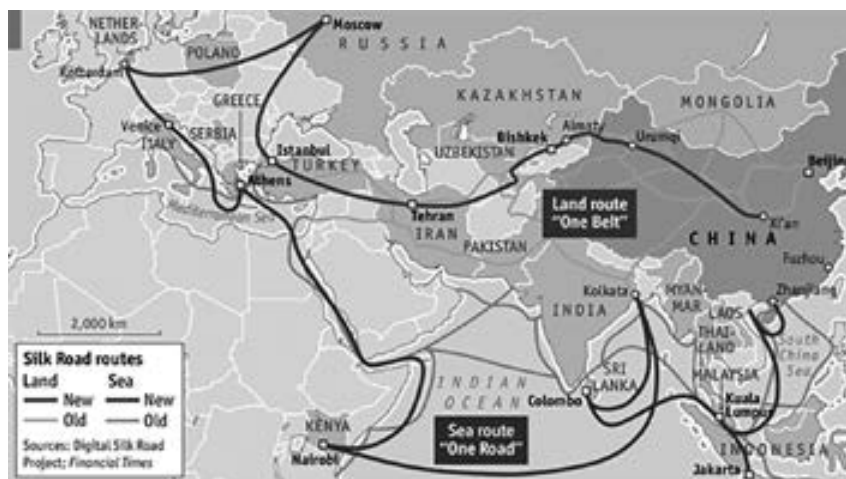 NETHER-
LANDS
Moscow
RUSSIA
POLAND
Rotterdam
KAZAKHSTAN
MONGOLIA
GREECE
Venice
ITALY
SERBIA
Bishkek
Almaty
Urumqi
Istanbul
UZBEKISTAN
TURKEY
Beijing
Athens
Mediterranean Sea
Tehran
IRAN
Land route
"One Belt"
Xi'an
PAKISTAN
CHINA
Fuzhou
Kolkata
MYAN-
MAR
Zhanjiang
INDIA
LAOS
2,000 km
THAI-
LAND
South
China
Sea
Silk Road routes
Land Sea
New New
Old Old
Sources: Digital Silk Road
Project; Financial Times
SRI
LANKA
MALAYSIA
INDIAN
OCEAN
Colombo
Kuala
Lumpur
KENYA
Nairobi
Sea route
"One Road"
INDONESIA
Jakarta